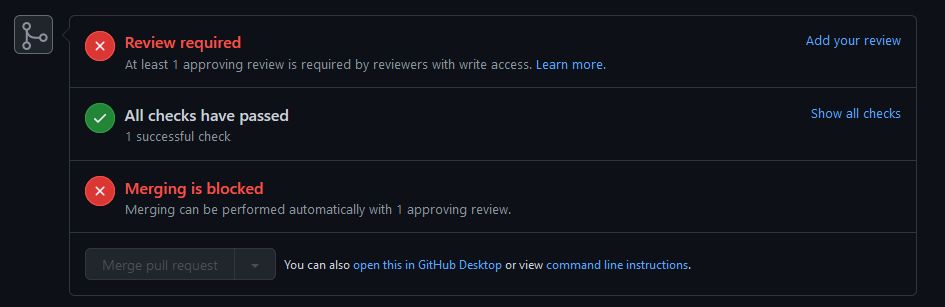 Review required
Add your review
At least 1 approving review is required by reviewers with write access. Learn more.
All checks have passed
Show all checks
1 successful check
Merging is blocked
Merging can be performed automatically with 1 approving review.
Merge pull request
You can also open this in GitHub Desktop or view command line instructions.